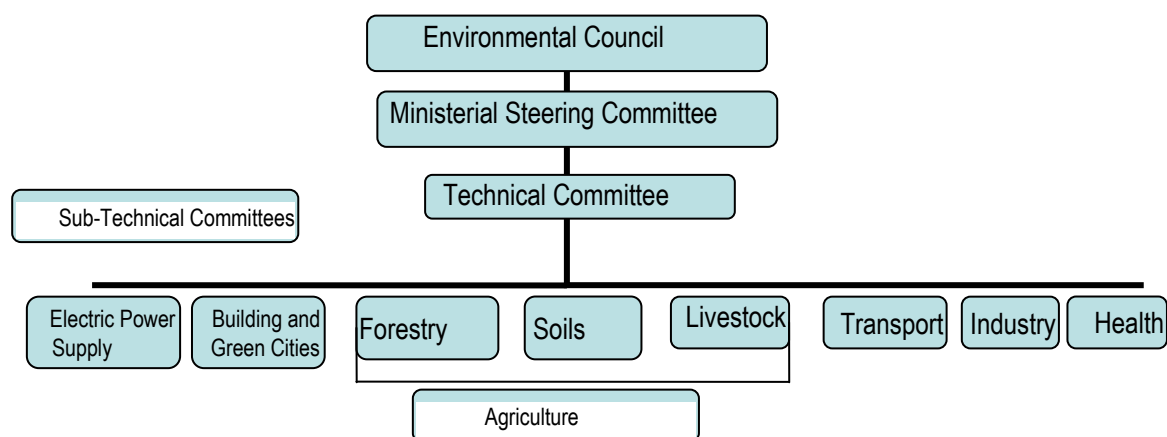 Environmental Council
Ministerial Steering Committee
Technical Committee
Sub-Technical Committees
Electric Power
Supply
Building and
Green Cities
Forestry
Soils
Livestock
Transport
Industry
Health
Agriculture